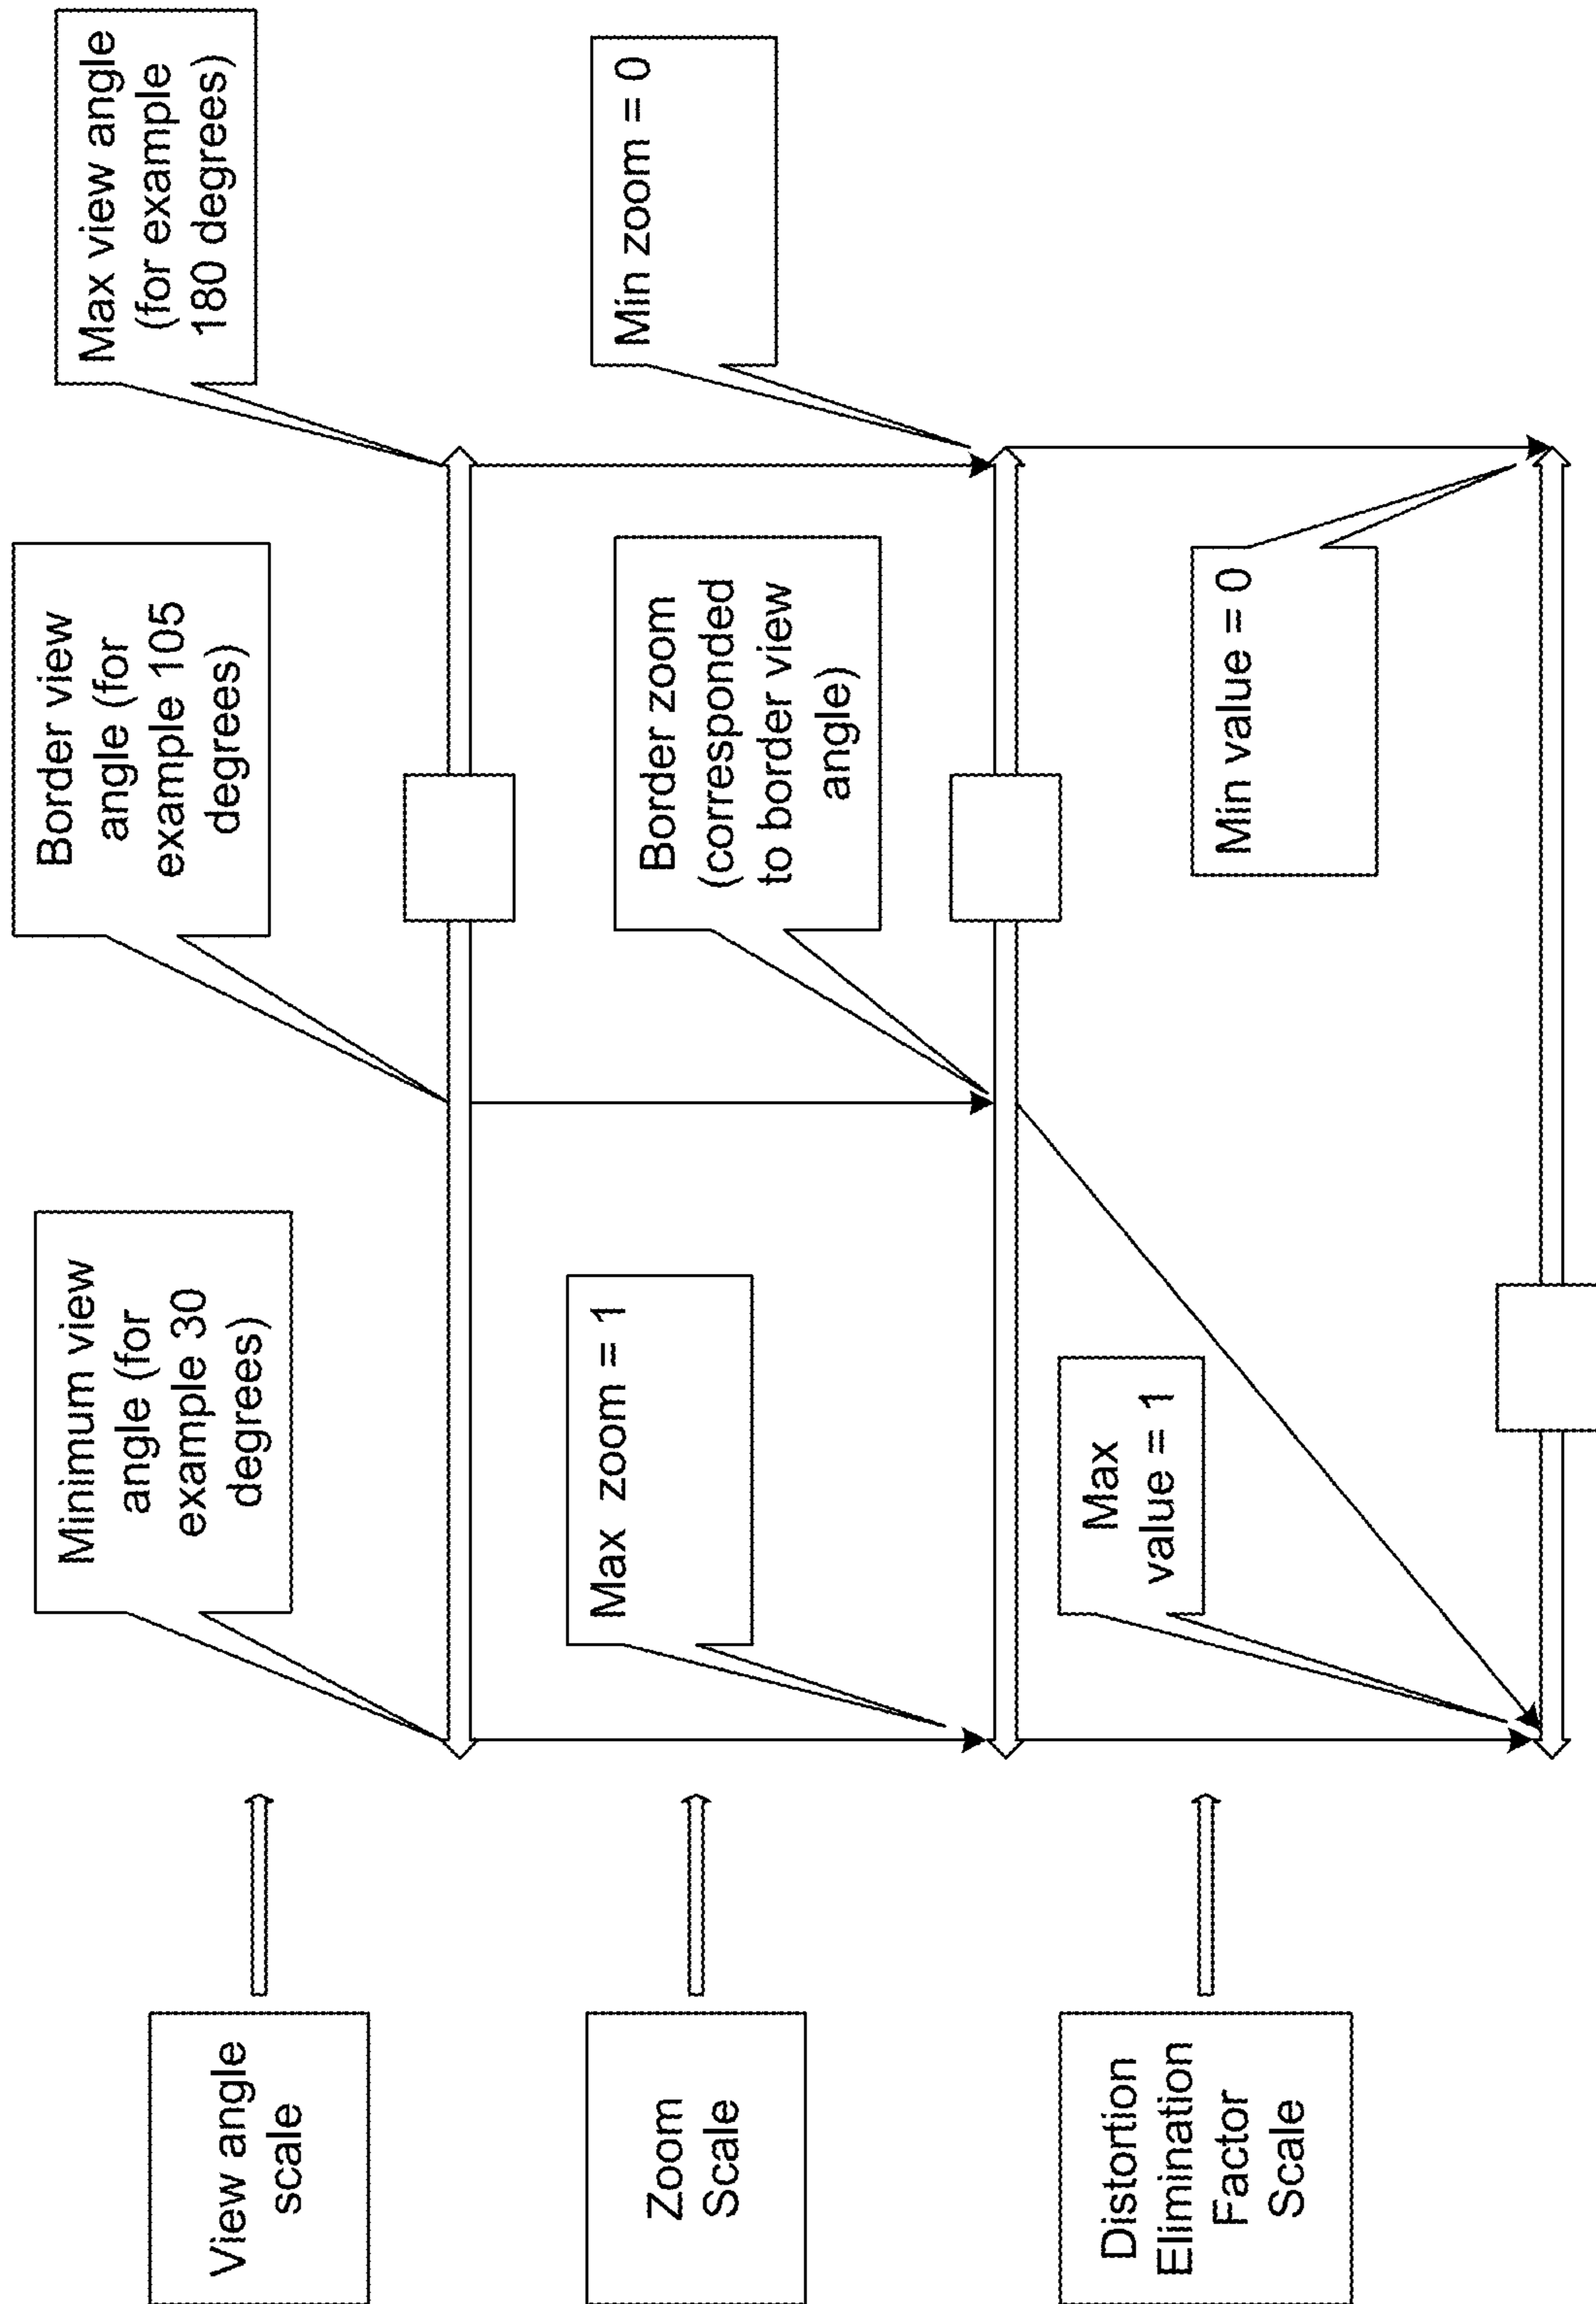 View angle
scale
Minimum view
angle (for
example 30
degrees)
Border view
angle (for
example 105
degrees)
Max view angle
(for example
180 degrees)
Zoom
Scale
Max zoom = 1
Border zoom
(corresponded
to border view
angle)
Min zoom = 0
Distortion
Elimination
Factor
Scale
Max
value = 1
Min value = 0